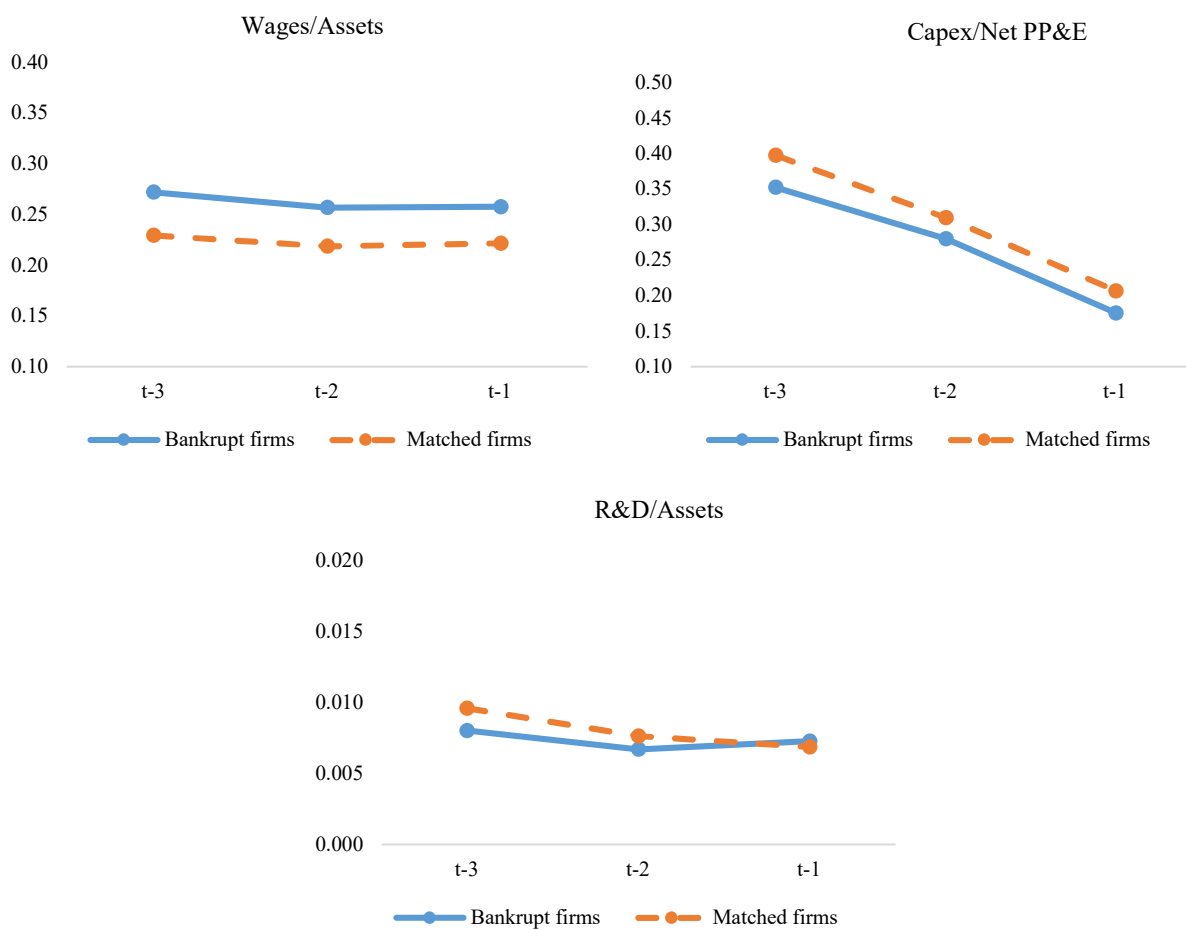 Wages/Assets
0.40
0.35
0.30
0.25
0.20
0.15
0.10
t-3 t-2 t-1
Bankrupt firms Matched firms
Capex/Net PP&E
0.50
0.45
0.40
0.35
0.30
0.25
0.20
0.15
0.10
t-3 t-2 t-1
Bankrupt firms Matched firms
R&D/Assets
0.020
0.015
0.010
0.005
0.000
t-3 t-2 t-1
Bankrupt firms Matched firms